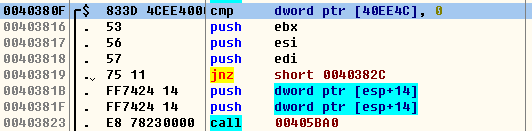 0040380F $ 833D 4CEE4000 cmp dword ptr [40EE4C], 0
00403816 . 53 push ebx
00403817 . 56 push esi
00403818 . 57 push edi
00403819 . 75 11 jnz short 0040382C
0040381B . FF7424 14 push dword ptr [esp+14]
0040381F . FF7424 14 push dword ptr [esp+14]
00403823 . E8 78230000 call 00405BA0